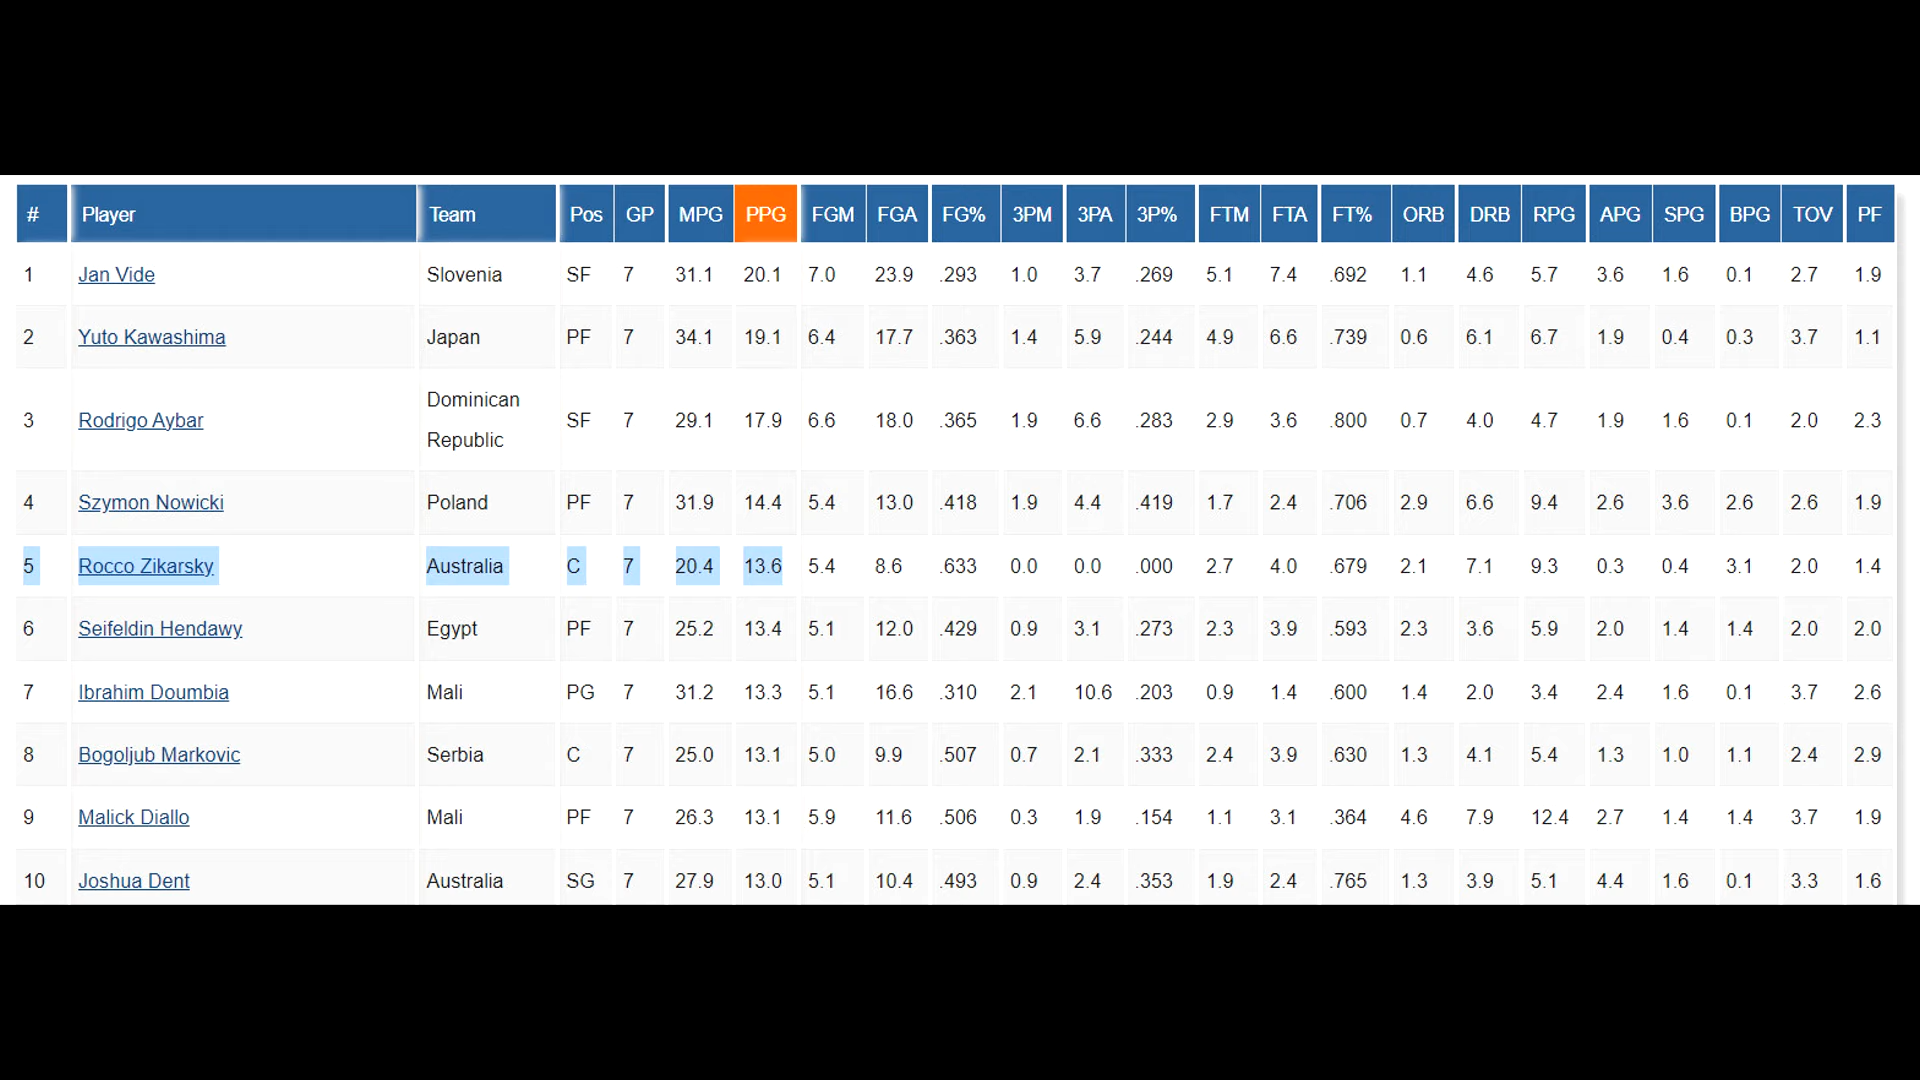 # Player Team Pos GP MPG PPG FGM FGA FG% 3PM 3PA 3P% FTM FTA FT% ORB DRB RPG APG SPG BPG TOV PF
1 Jan Vide Slovenia SF 7 31.1 20.1 7.0 23.9 .293 1.0 3.7 .269 5.1 7.4 .692 1.1 4.6 5.7 3.6 1.6 0.1 2.7 1.9
2 Yuto Kawashima Japan PF 7 34.1 19.1 6.4 17.7 .363 1.4 5.9 .244 4.9 6.6 .739 0.6 6.1 6.7 1.9 0.4 0.3 3.7 1.1
3 Rodrigo Aybar Dominican Republic SF 7 29.1 17.9 6.6 18.0 .365 1.9 6.6 .283 2.9 3.6 .800 0.7 4.0 4.7 1.9 1.6 0.1 2.0 2.3
4 Szymon Nowicki Poland PF 7 31.9 14.4 5.4 13.0 .418 1.9 4.4 .419 1.7 2.4 .706 2.9 6.6 9.4 2.6 3.6 2.6 2.6 1.9
5 Rocco Zikarsky Australia C 7 20.4 13.6 5.4 8.6 .633 0.0 0.0 .000 2.7 4.0 .679 2.1 7.1 9.3 0.3 0.4 3.1 2.0 1.4
6 Seifeldin Hendawy Egypt PF 7 25.2 13.4 5.1 12.0 .429 0.9 3.1 .273 2.3 3.9 .593 2.3 3.6 5.9 2.0 1.4 1.4 2.0 2.0
7 Ibrahim Doumbia Mali PG 7 31.2 13.3 5.1 16.6 .310 2.1 10.6 .203 0.9 1.4 .600 1.4 2.0 3.4 2.4 1.6 0.1 3.7 2.6
8 Bogoljub Markovic Serbia C 7 25.0 13.1 5.0 9.9 .507 0.7 2.1 .333 2.4 3.9 .630 1.3 4.1 5.4 1.3 1.0 1.1 2.4 2.9
9 Malick Diallo Mali PF 7 26.3 13.1 5.9 11.6 .506 0.3 1.9 .154 1.1 3.1 .364 4.6 7.9 12.4 2.7 1.4 1.4 3.7 1.9
10 Joshua Dent Australia SG 7 27.9 13.0 5.1 10.4 .493 0.9 2.4 .353 1.9 2.4 .765 1.3 3.9 5.1 4.4 1.6 0.1 3.3 1.6